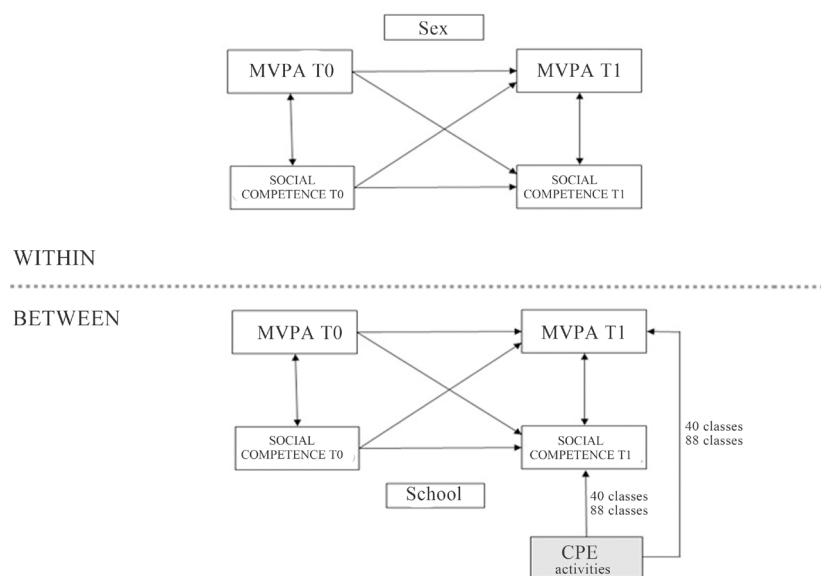 Sex
MVPA T0
MVPA T1
SOCIAL
COMPETENCE T0
SOCIAL
COMPETENCE T1
WITHIN
BETWEEN
MVPA T0
MVPA T1
40 classes
88 classes
SOCIAL
COMPETENCE T0
SOCIAL
COMPETENCE T1
School
40 classes
88 classes
CPE
activities